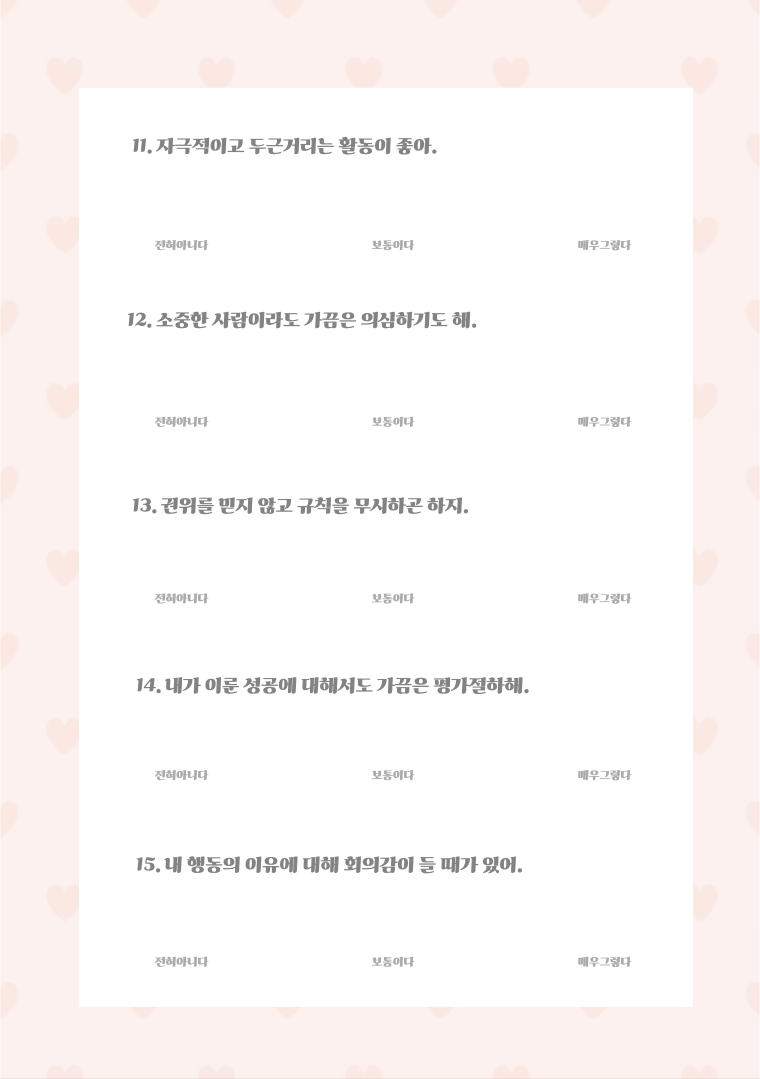 11. 자극적이고 두근거리는 활동이 좋아.
전혀아니다 보통이다 매우그렇다
12. 소중한 사람이라도 가끔은 의심하기도 해.
전혀아니다 보통이다 매우그렇다
13. 권위를 믿지 않고 규칙을 무시하곤 하지.
전혀아니다 보통이다 매우그렇다
14. 내가 이룬 성공에 대해서도 가끔은 평가절하해.
전혀아니다 보통이다 매우그렇다
15. 내 행동의 이유에 대해 회의감이 들 때가 있어.
전혀아니다 보통이다 매우그렇다